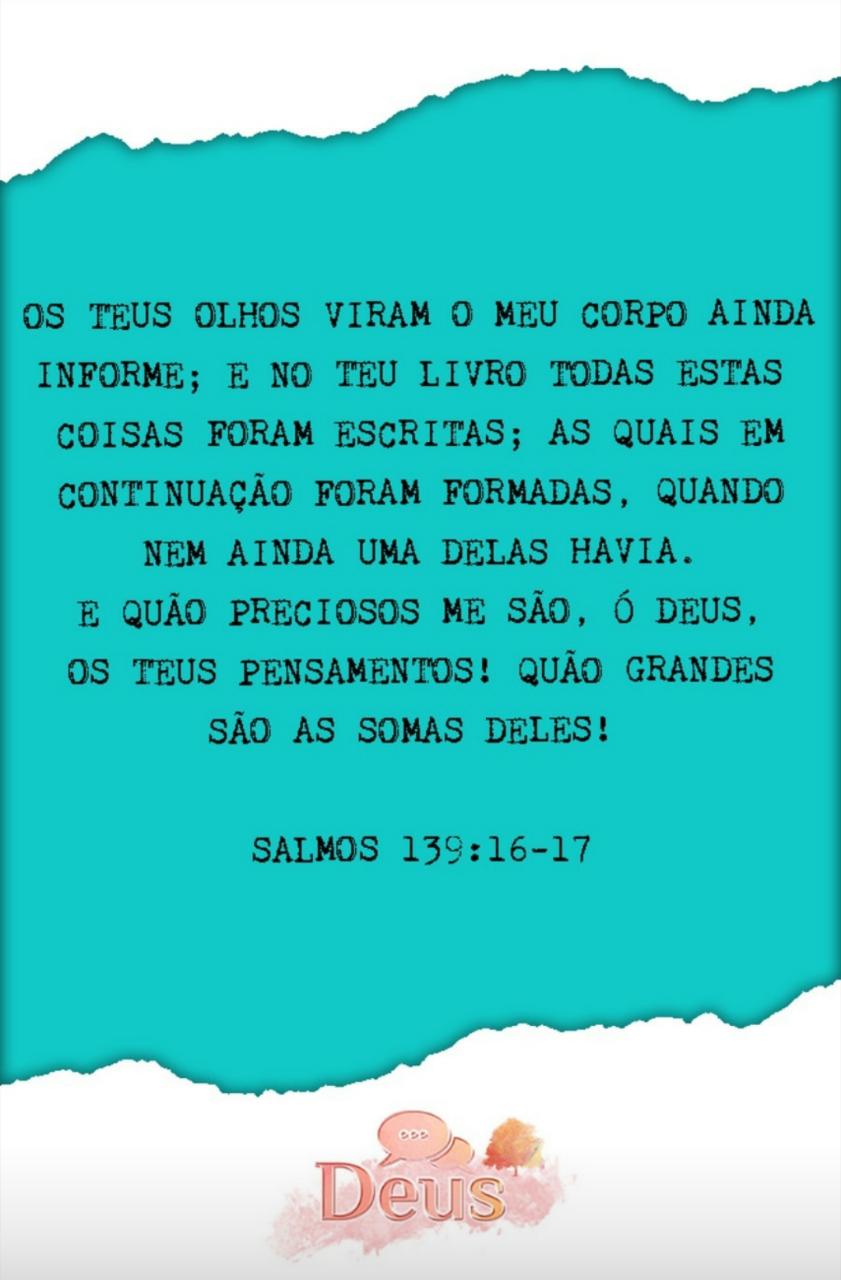 OS TEUS OLHOS VIRAM O MEU CORPO AINDA
INFORME; E NO TEU LIVRO TODAS ESTAS
COISAS FORAM ESCRITAS; AS QUAIS EM
CONTINUAÇÃO FORAM FORMADAS, QUANDO
NEM AINDA UMA DELAS HAVIA.
E QUÃO PRECIOSOS ME SÃO, Ó DEUS,
OS TEUS PENSAMENTOS! QUÃO GRANDES
SÃO AS SOMAS DELES!
SALMOS 139:16-17
Deus